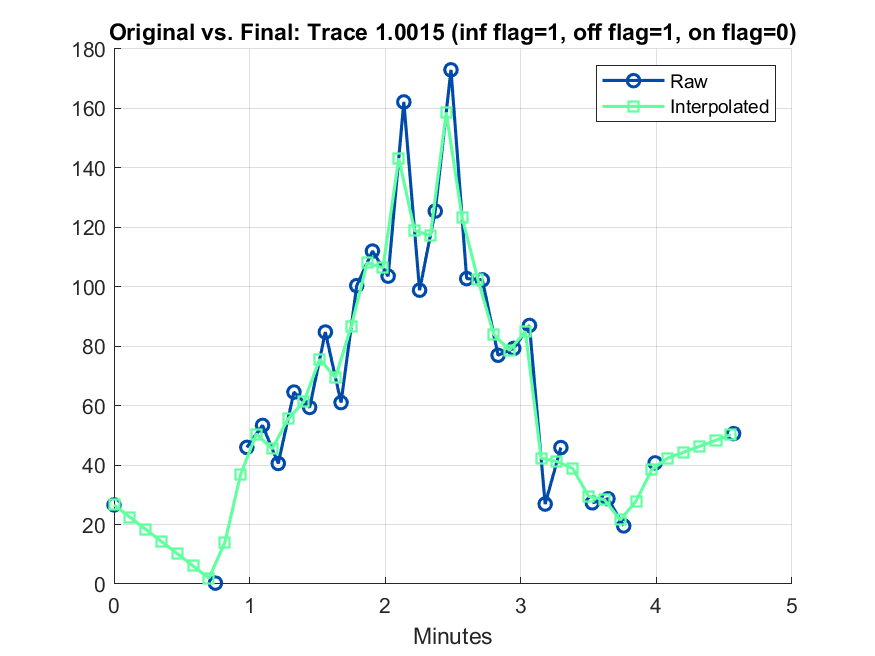 Original vs. Final: Trace 1.0015 (inf flag=1, off flag=1, on flag=0)
180
160
140
120
100
80
60
40
20
0
Raw
Interpolated
0 1 2 3 4 5
Minutes